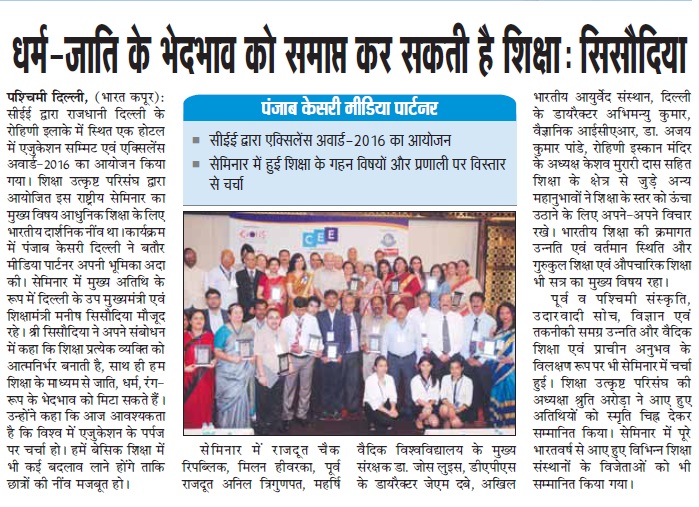 धर्म-जाति के भेदभाव को समाप्त कर सकती है शिक्षा: सिसौदिया
पश्चिमी दिल्ली, (भारत कपूर):
सीईई द्वारा राजधानी दिल्ली के
रोहिणी इलाके में स्थित एक होटल
में एजुकेशन सम्मिट एवं एक्सिलेंस
अवार्ड-2016 का आयोजन किया
गया। शिक्षा उत्कृष्ट परिसंघ द्वारा
आयोजित इस राष्ट्रीय सेमिनार का
मुख्य विषय आधुनिक शिक्षा के लिए
भारतीय दार्शनिक नींव था।कार्यक्रम
में पंजाब केसरी दिल्ली ने बतौर
मीडिया पार्टनर अपनी भूमिका अदा
की। सेमिनार में मुख्य अतिथि के
रूप में दिल्ली के उप मुख्यमंत्री एवं
शिक्षामंत्री मनीष सिसौदिया मौजूद
रहे। श्री सिसौदिया ने अपने संबोधन
में कहा कि शिक्षा प्रत्येक व्यक्ति को
आत्मनिर्भर बनाती है, साथ ही हम
शिक्षा के माध्यम से जाति, धर्म, रंग-
रूप के भेदभाव को मिटा सकते हैं।
उन्होंने कहा कि आज आवश्यकता
है कि विश्व में एजुकेशन के पर्पज
पर चर्चा हो। हमें बेसिक शिक्षा में
भी कई बदलाव लाने होंगे ताकि
छात्रों की नींव मजबूत हो।
पंजाब केसरी मीडिया पार्टनर
■ सीईई द्वारा एक्सिलेंस अवार्ड-2016 का आयोजन
■ सेमिनार में हुई शिक्षा के गहन विषयों और प्रणाली पर विस्तार
से चर्चा
CEE
सेमिनार में राजदूत चैक
रिपब्लिक, मिलन हीवरका, पूर्व
राजदूत अनिल त्रिगुणपत, महर्षि
वैदिक विश्वविद्यालय के मुख्य
संरक्षक डा. जोस लुइस, डीएपीएस
के डायरैक्टर जेएम दबे, अखिल
भारतीय आयुर्वेद संस्थान, दिल्ली
के डायरैक्टर अभिमन्यु कुमार,
वैज्ञानिक आईसीएआर, डा. अजय
कुमार पांडे, रोहिणी इस्कान मंदिर
के अध्यक्ष केशव मुरारी दास सहित
शिक्षा के क्षेत्र से जुड़े अन्य
महानुभावों ने शिक्षा के स्तर को ऊंचा
उठाने के लिए अपने-अपने विचार
रखे। भारतीय शिक्षा की क्रमागत
उन्नति एवं वर्तमान स्थिति और
गुरुकुल शिक्षा एवं औपचारिक शिक्षा
भी सत्र का मुख्य विषय रहा।
पूर्व व पश्चिमी संस्कृति,
उदारवादी सोच, विज्ञान एवं
तकनीकी समग्र उन्नति और वैदिक
शिक्षा एवं प्राचीन अनुभव के
विलक्षण रूप पर भी सेमिनार में चर्चा
हुई। शिक्षा उत्कृष्ट परिसंघ की
अध्यक्षा श्रुति अरोड़ा ने आए हुए
अतिथियों को स्मृति चिह्न देकर
सम्मानित किया। सेमिनार में पूरे
भारतवर्ष से आए हुए विभिन्न शिक्षा
संस्थानों के विजेताओं को भी
सम्मानित किया गया।